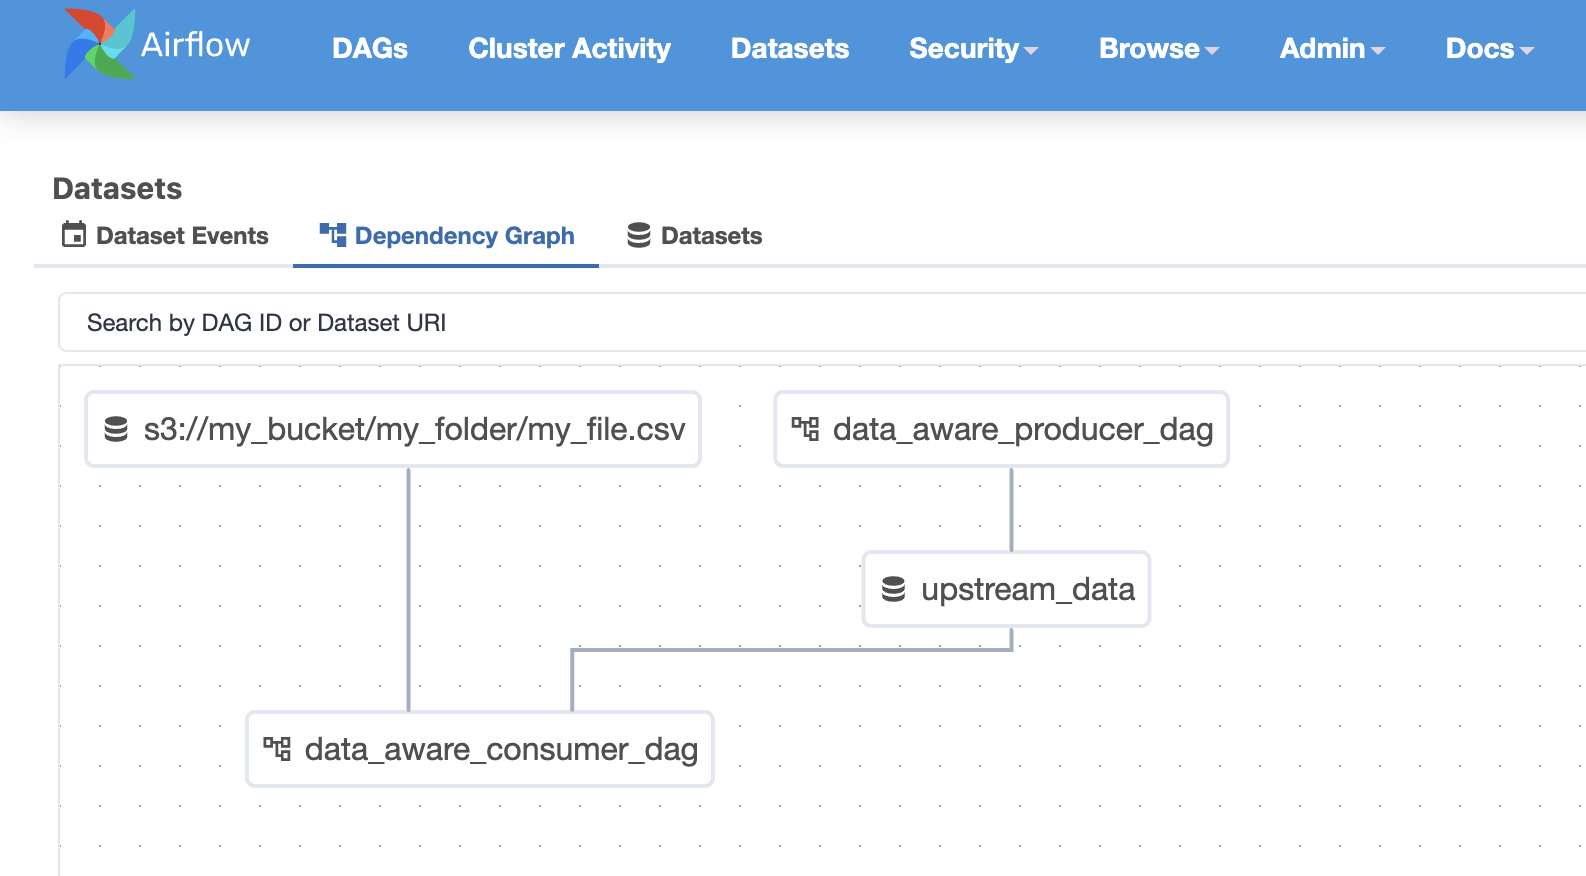 Airflow DAGs Cluster Activity Datasets Security Browse Admin Docs
Datasets
Dataset Events Dependency Graph Datasets
Search by DAG ID or Dataset URI
s3://my_bucket/my_folder/my_file.csv data_aware_producer_dag
upstream_data
data_aware_consumer_dag